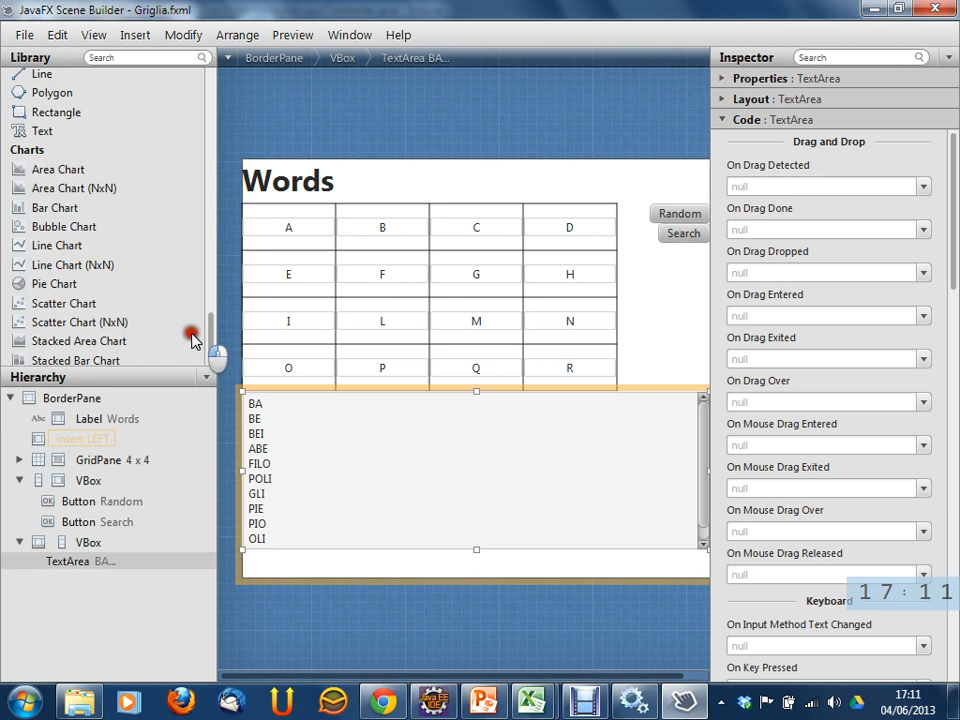 JavaFX Scene Builder - Griglia.fxml
File Edit View Insert Modify Arrange Preview Window Help
Library Search
BorderPane VBox TextArea BA...
Inspector Search
Line
Polygon
Rectangle
Text
Charts
Area Chart
Area Chart (NxN)
Bar Chart
Bubble Chart
Line Chart
Line Chart (NxN)
Pie Chart
Scatter Chart
Scatter Chart (NxN)
Stacked Area Chart
Stacked Bar Chart
Hierarchy
BorderPane
Abc Label Words
insert LEFT
GridPane 4 x 4
VBox
OK Button Random
OK Button Search
VBox
TextArea BA...
Words
A B C D
E F G H
I L M N
O P Q R
Random
Search
BA
BE
BEI
ABE
FILO
POLI
GLI
PIE
PIO
OLI
Properties : TextArea
Layout : TextArea
Code : TextArea
Drag and Drop
On Drag Detected
null
On Drag Done
null
On Drag Dropped
null
On Drag Entered
null
On Drag Exited
null
On Drag Over
null
On Mouse Drag Entered
null
On Mouse Drag Exited
null
On Mouse Drag Over
null
On Mouse Drag Released
null
17:11
Keyboard
On Input Method Text Changed
null
On Key Pressed
null
Java EE
IDE
17:11
04/06/2013